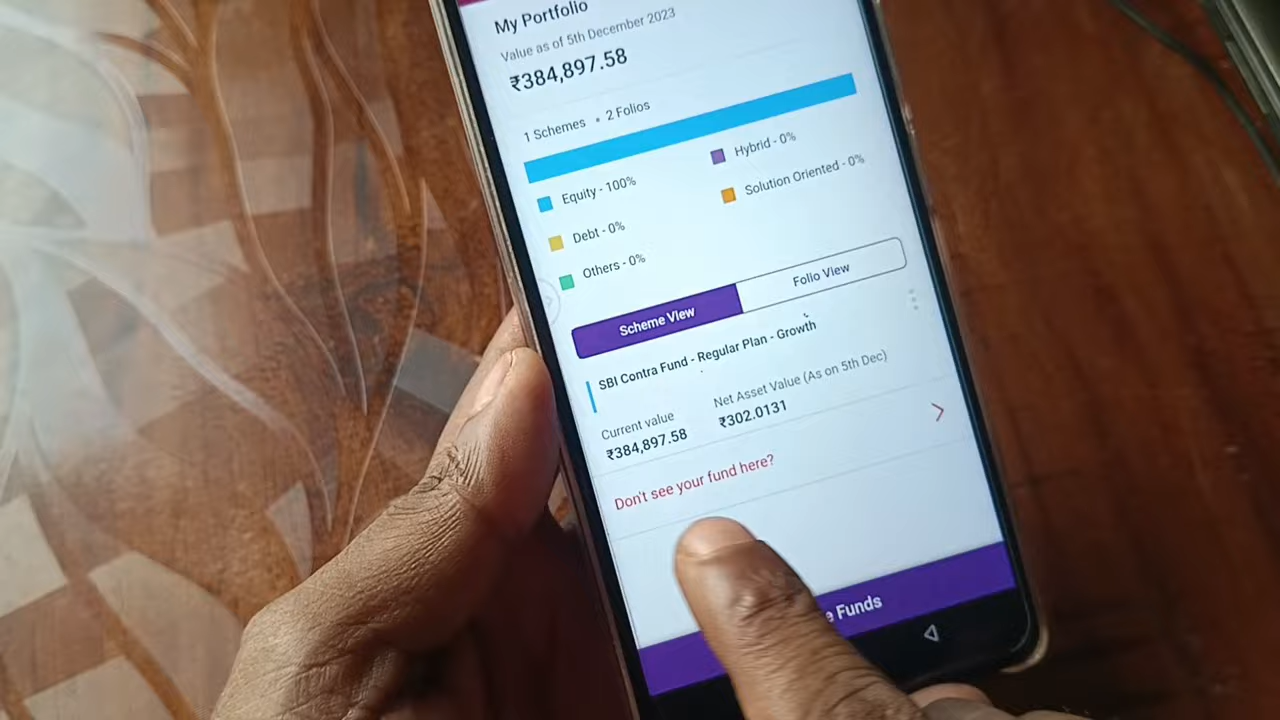 My Portfolio
Value as of 5th December 2023
₹384,897.58
1 Schemes • 2 Folios
Equity - 100%
Hybrid - 0%
Debt - 0%
Solution Oriented - 0%
Others - 0%
Scheme View
Folio View
SBI Contra Fund - Regular Plan - Growth
Current value
Net Asset Value (As on 5th Dec)
₹384,897.58
₹302.0131
Don't see your fund here?
e Funds